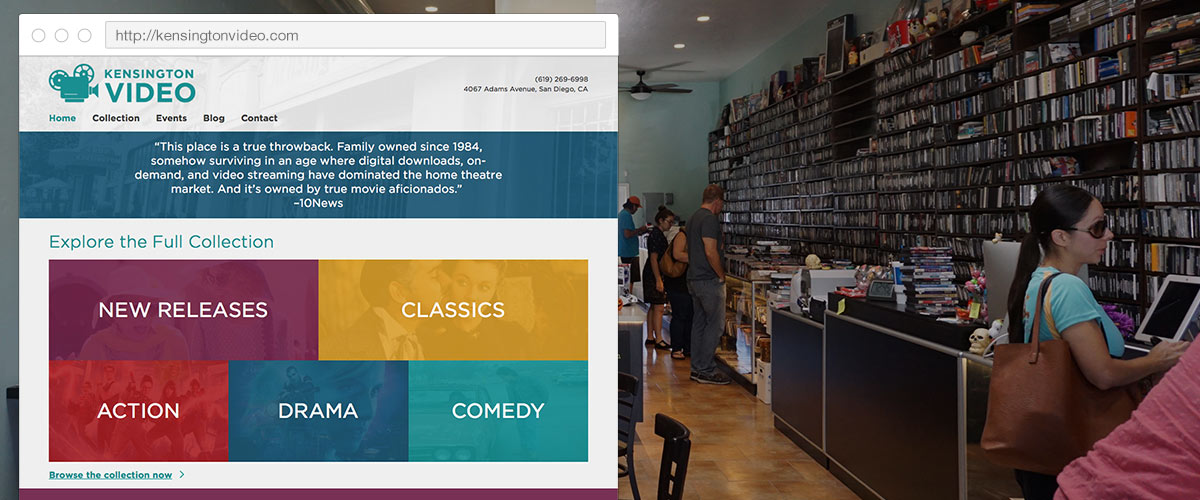 http://kensingtonvideo.com
KENSINGTON
VIDEO
(619) 269-6998
4067 Adams Avenue, San Diego, CA
Home Collection Events Blog Contact
“This place is a true throwback. Family owned since 1984,
somehow surviving in an age where digital downloads, on-
demand, and video streaming have dominated the home theatre
market. And it’s owned by true movie aficionados.”
–10News
Explore the Full Collection
NEW RELEASES
CLASSICS
ACTION
DRAMA
COMEDY
Browse the collection now >